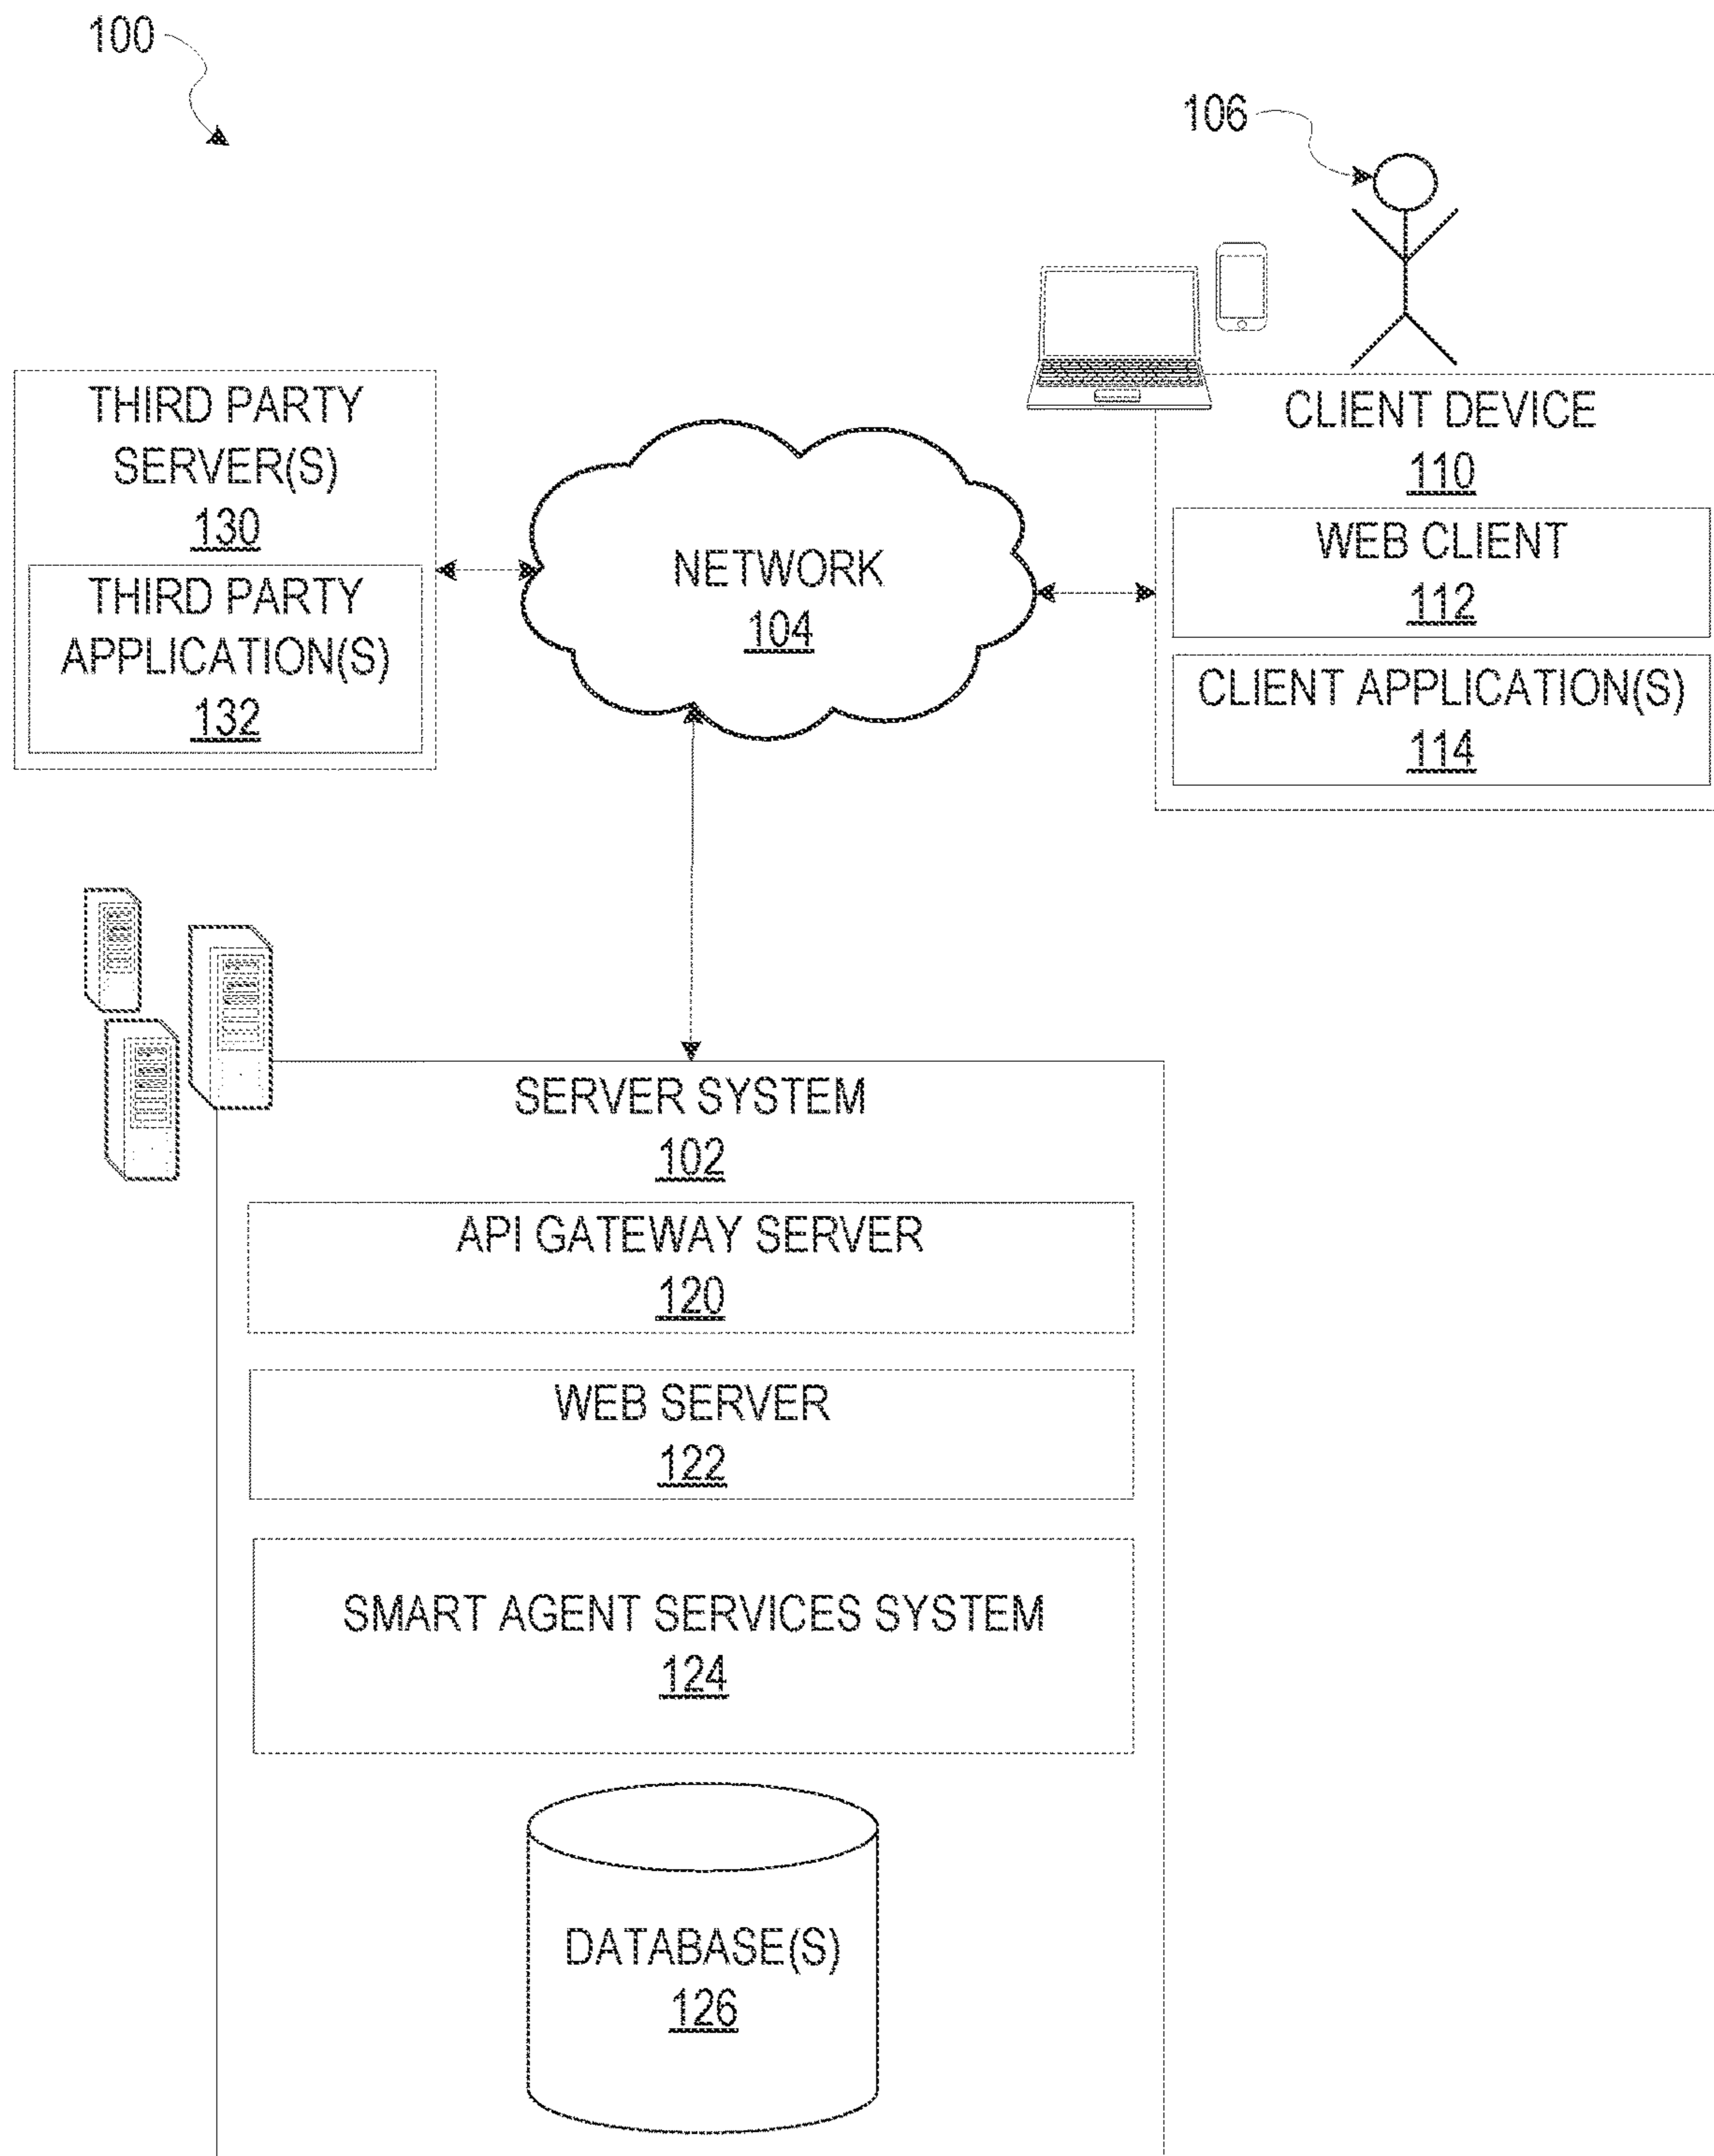 100
106
THIRD PARTY
SERVER(S)
130
THIRD PARTY
APPLICATION(S)
132
NETWORK
104
CLIENT DEVICE
110
WEB CLIENT
112
CLIENT APPLICATION(S)
114
SERVER SYSTEM
102
API GATEWAY SERVER
120
WEB SERVER
122
SMART AGENT SERVICES SYSTEM
124
DATABASE(S)
126